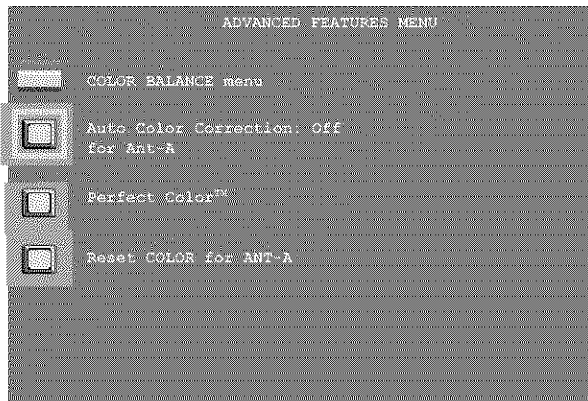 ADVANCED FEATURES MENU
COLOR BALANCE menu
Auto Color Correction: Off
for Ant-A
Perfect Color™
Reset COLOR for ANT-A